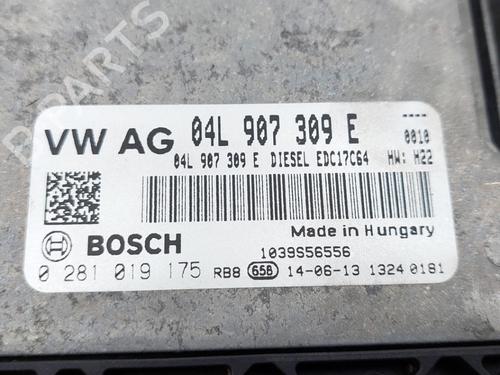 VW AG 04L 907 309 E 0010
04L 907 309 E DIESEL EDC17C64 HW: H22
Made in Hungary
BOSCH 1039S56556
0 281 019 175 RB8 658 14-06-13 1324 0181
B PARTS